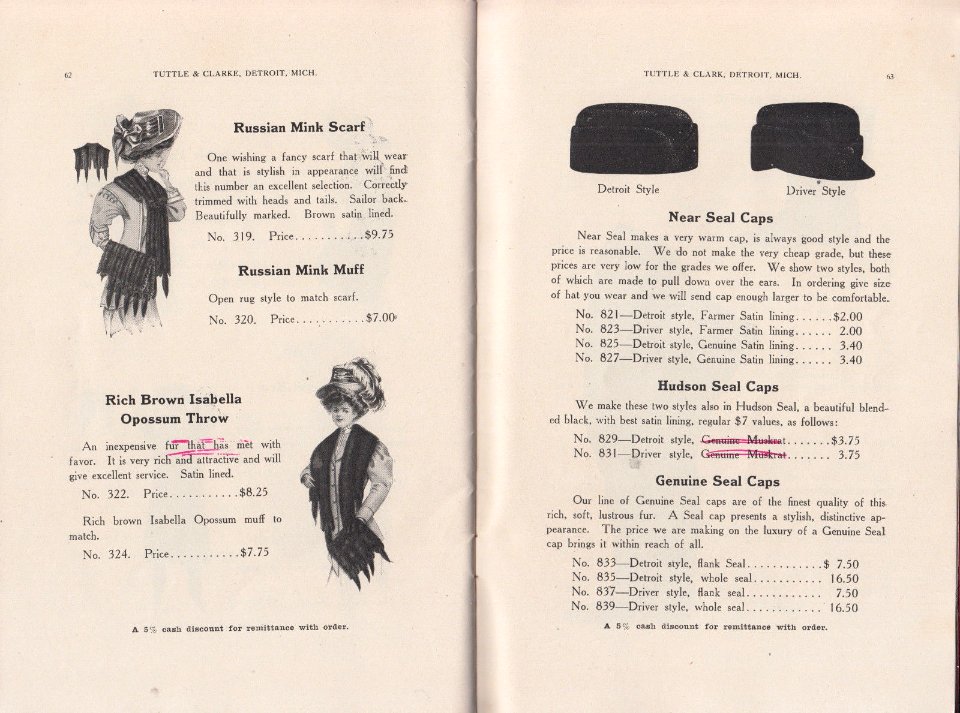 62
TUTTLE & CLARKE, DETROIT, MICH.
Russian Mink Scarf
One wishing a fancy scarf that will wear
and that is stylish in appearance will find
this number an excellent selection. Correctly
trimmed with heads and tails. Sailor back.
Beautifully marked. Brown satin lined.
No. 319. Price...........$9.75
Russian Mink Muff
Open rug style to match scarf.
No. 320. Price...........$7.00
Rich Brown Isabella
Opossum Throw
An inexpensive fur that has met with
favor. It is very rich and attractive and will
give excellent service. Satin lined.
No. 322. Price...........$8.25
Rich brown Isabella Opossum muff to
match.
No. 324. Price...........$7.75
A 5% cash discount for remittance with order.
TUTTLE & CLARK, DETROIT, MICH.
63
Detroit Style
Driver Style
Near Seal Caps
Near Seal makes a very warm cap, is always good style and the
price is reasonable. We do not make the very cheap grade, but these
prices are very low for the grades we offer. We show two styles, both
of which are made to pull down over the ears. In ordering give size
of hat you wear and we will send cap enough larger to be comfortable.
No. 821—Detroit style, Farmer Satin lining......$2.00
No. 823—Driver style, Farmer Satin lining...... 2.00
No. 825—Detroit style, Genuine Satin lining...... 3.40
No. 827—Driver style, Genuine Satin lining...... 3.40
Hudson Seal Caps
We make these two styles also in Hudson Seal, a beautiful blend-
ed black, with best satin lining, regular $7 values, as follows:
No. 829—Detroit style, Genuine Muskrat.......$3.75
No. 831—Driver style, Genuine Muskrat....... 3.75
Genuine Seal Caps
Our line of Genuine Seal caps are of the finest quality of this
rich, soft, lustrous fur. A Seal cap presents a stylish, distinctive ap-
pearance. The price we are making on the luxury of a Genuine Seal
cap brings it within reach of all.
No. 833—Detroit style, flank Seal............$ 7.50
No. 835—Detroit style, whole seal........... 16.50
No. 837—Driver style, flank seal............ 7.50
No. 839—Driver style, whole seal............ 16.50
A 5% cash discount for remittance with order.